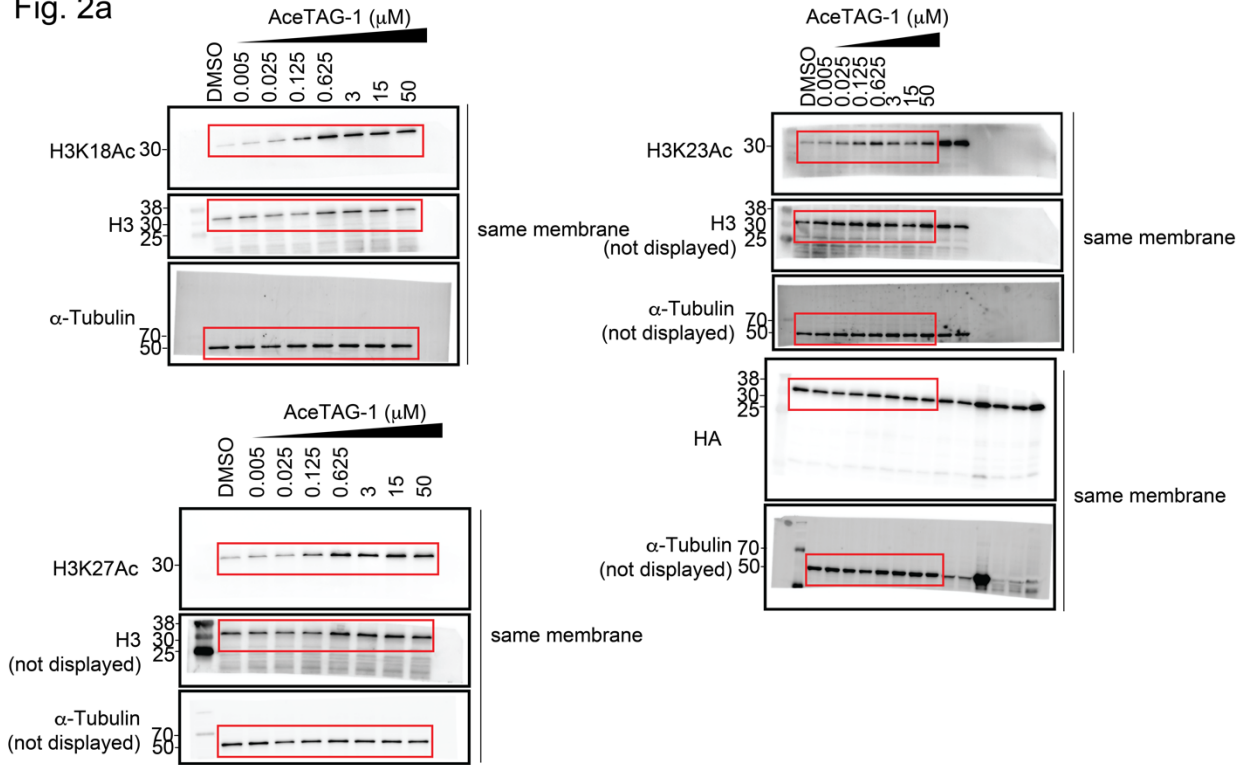 Fig. 2a
AceTAG-1 (μM)
DMSO
0.005
0.025
0.125
0.625
3
15
50
H3K18Ac
30-
H3
38-
30-
25-
α-Tubulin
70-
50-
same membrane
AceTAG-1 (μM)
DMSO
0.005
0.025
0.125
0.625
3
15
50
H3K27Ac
30-
H3
(not displayed)
38-
30-
25-
α-Tubulin
(not displayed)
70-
50-
same membrane
AceTAG-1 (μM)
DMSO
0.005
0.025
0.125
0.625
3
15
50
H3K23Ac
30-
H3
(not displayed)
38-
30-
25-
α-Tubulin
(not displayed)
70-
50-
same membrane
HA
38-
30-
25-
α-Tubulin
(not displayed)
70-
50-
same membrane